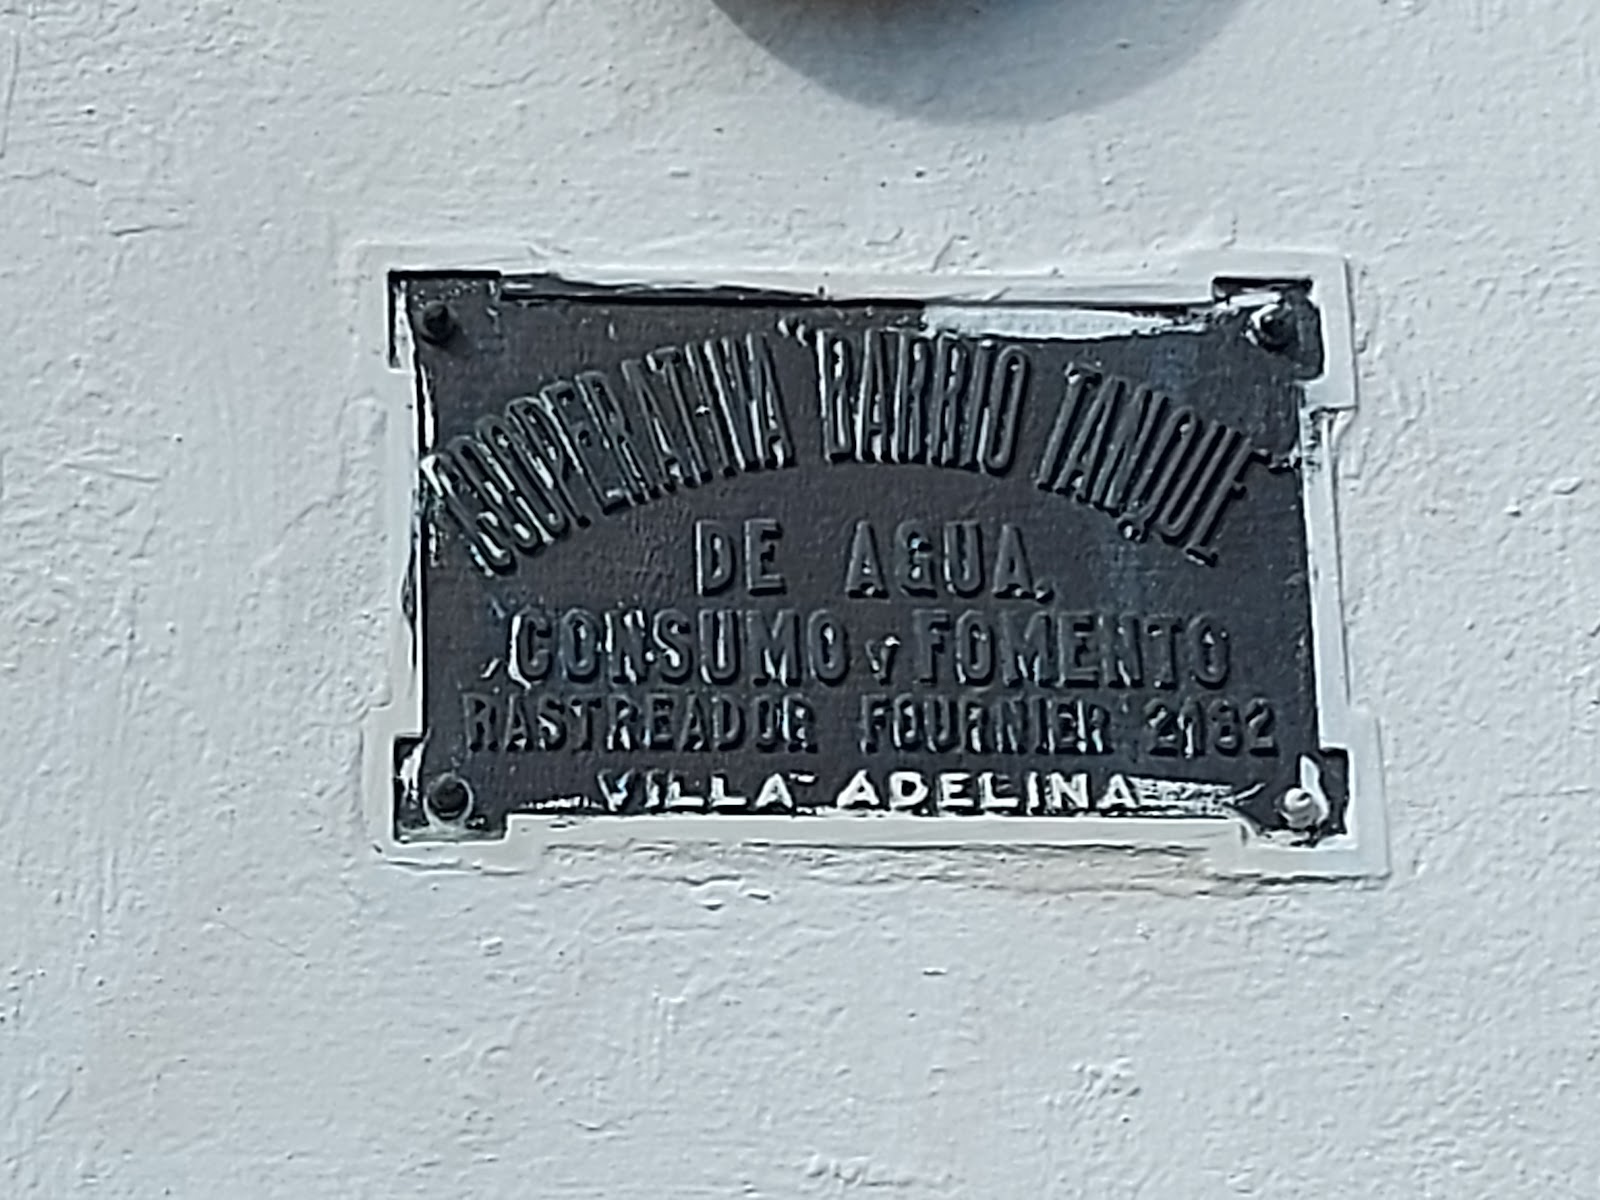 COOPERATIVA "BARRIO TANQUE
DE AGUA,
CONSUMO Y FOMENTO
RASTREADOR FOURNIER 2182
VILLA ADELINA